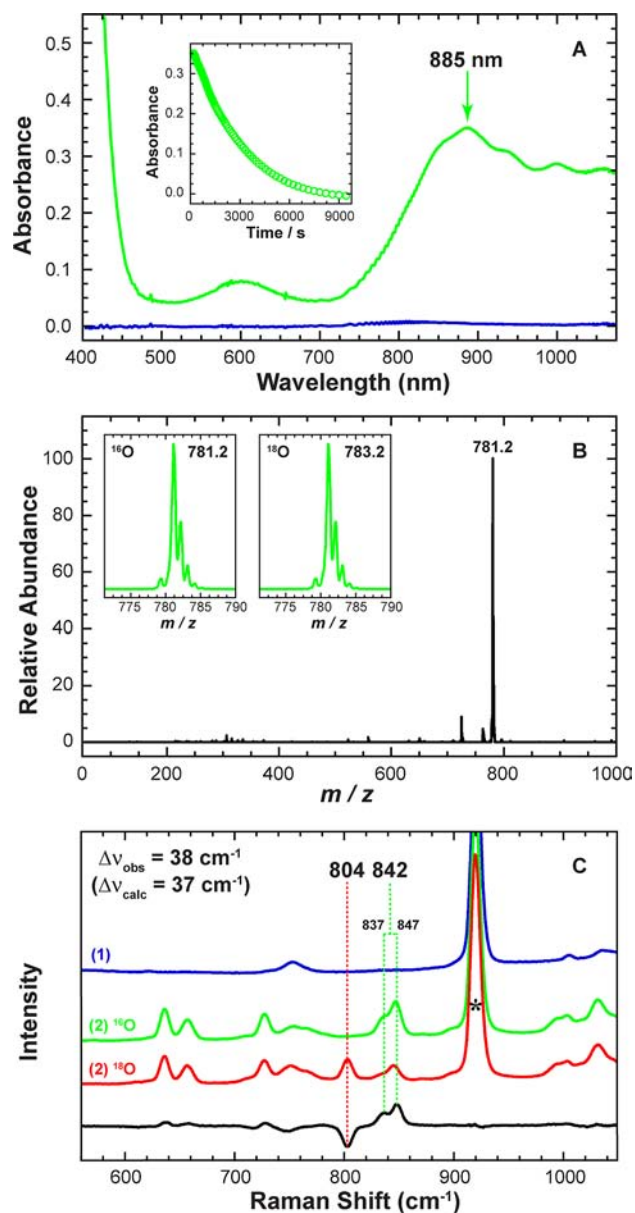 A
885 nm
0.5
0.4
0.3
0.2
0.1
0.0
Absorbance
0.3
0.2
0.1
0.0
Absorbance
0 3000 6000 9000
Time / s
400 500 600 700 800 900 1000
Wavelength (nm)
B
781.2
100
80
60
40
20
0
Relative Abundance
16O 781.2
775 780 785 790
m / z
18O 783.2
775 780 785 790
m / z
0 200 400 600 800 1000
m / z
C
Δνobs = 38 cm-1
(Δνcalc = 37 cm-1)
804 842
837 847
(1)
(2) 16O
(2) 18O
*
Intensity
600 700 800 900 1000
Raman Shift (cm-1)